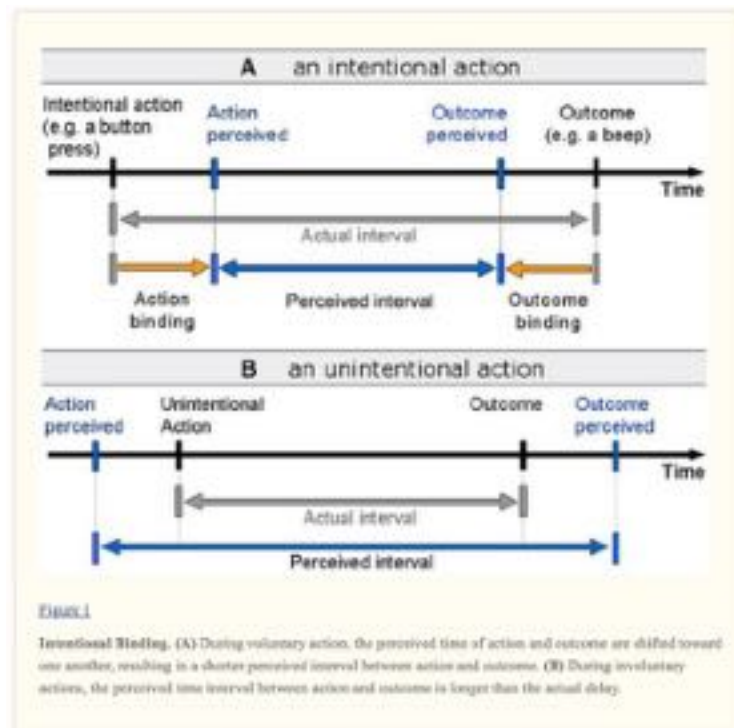 A an intentional action
Intentional action Action Outcome Outcome
(e.g. a button perceived perceived (e.g. a beep)
press)
Time
Actual interval
Action Perceived interval Outcome
binding binding
B an unintentional action
Action Unintentional Outcome Outcome
perceived Action perceived
Time
Actual interval
Perceived interval
Figure 1
Intentional Binding. (A) During voluntary action, the perceived time of action and outcome are shifted toward
one another, resulting in a shorter perceived interval between action and outcome. (B) During involuntary
actions, the perceived time interval between action and outcome is longer than the actual delay.